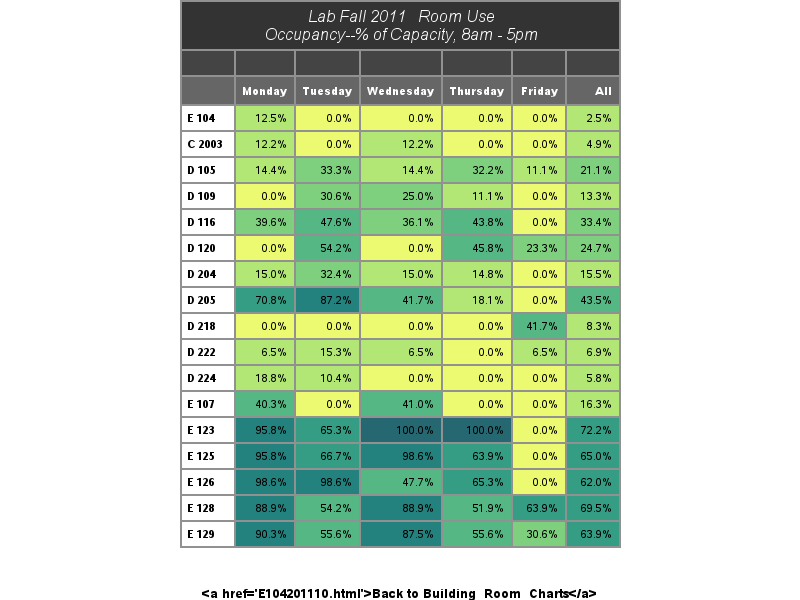 Lab Fall 2011 Room Use
Occupancy--% of Capacity, 8am - 5pm
Monday Tuesday Wednesday Thursday Friday All
E 104 12.5% 0.0% 0.0% 0.0% 0.0% 2.5%
C 2003 12.2% 0.0% 12.2% 0.0% 0.0% 4.9%
D 105 14.4% 33.3% 14.4% 32.2% 11.1% 21.1%
D 109 0.0% 30.6% 25.0% 11.1% 0.0% 13.3%
D 116 39.6% 47.6% 36.1% 43.8% 0.0% 33.4%
D 120 0.0% 54.2% 0.0% 45.8% 23.3% 24.7%
D 204 15.0% 32.4% 15.0% 14.8% 0.0% 15.5%
D 205 70.8% 87.2% 41.7% 18.1% 0.0% 43.5%
D 218 0.0% 0.0% 0.0% 0.0% 41.7% 8.3%
D 222 6.5% 15.3% 6.5% 0.0% 6.5% 6.9%
D 224 18.8% 10.4% 0.0% 0.0% 0.0% 5.8%
E 107 40.3% 0.0% 41.0% 0.0% 0.0% 16.3%
E 123 95.8% 65.3% 100.0% 100.0% 0.0% 72.2%
E 125 95.8% 66.7% 98.6% 63.9% 0.0% 65.0%
E 126 98.6% 98.6% 47.7% 65.3% 0.0% 62.0%
E 128 88.9% 54.2% 88.9% 51.9% 63.9% 69.5%
E 129 90.3% 55.6% 87.5% 55.6% 30.6% 63.9%
<a href='E104201110.html'>Back to Building_Room_Charts</a>